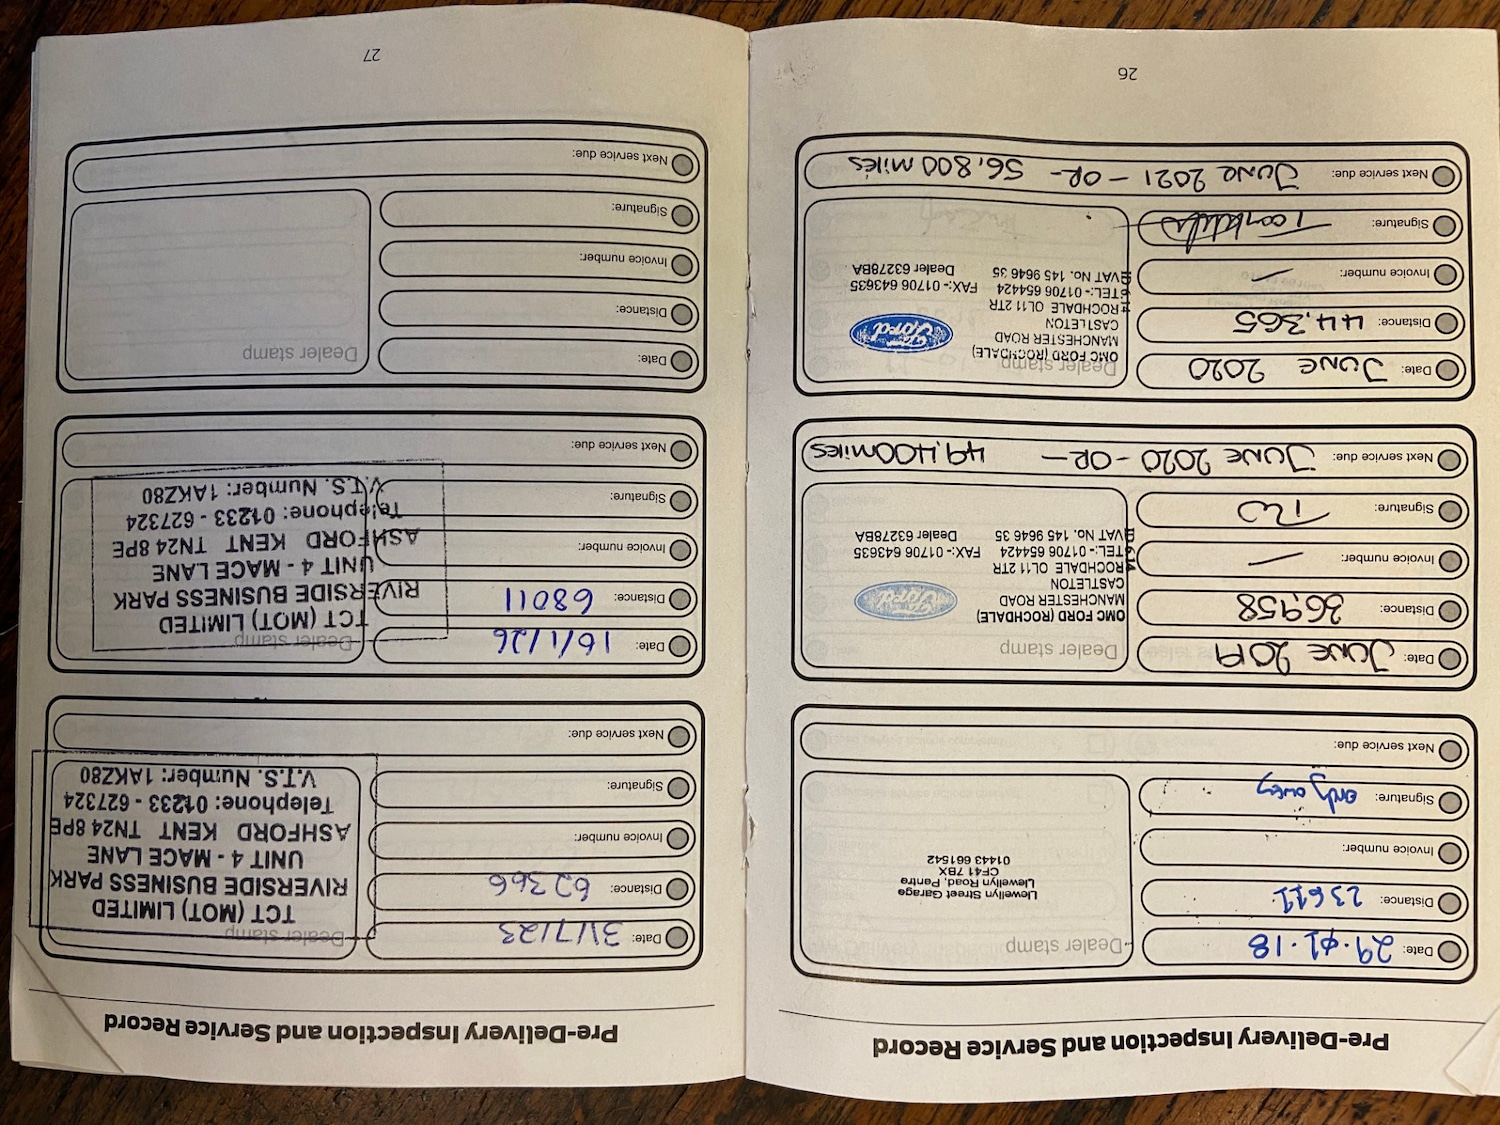 Pre-Delivery Inspection and Service Record
Date: 29.01.18
Distance: 23611
Invoice number:
Signature:
Next service due:
Dealer stamp
Llewellyn Street Garage
Llewellyn Road, Pentre
CF41 7BX
01443 661542
Date: JUNE 2019
Distance: 36958
Invoice number: —
Signature:
Next service due: JUNE 2020 - OR - 49,400 miles
Dealer stamp
OMC FORD (ROCHDALE)
MANCHESTER ROAD
CASTLETON
ROCHDALE OL11 2TR
TEL:- 01706 654424 FAX:- 01706 643635
VAT No. 145 9646 35 Dealer 63278BA
Ford
Date: JUNE 2020
Distance: 44,365
Invoice number: —
Signature:
Next service due: JUNE 2021 - OR - 56,800 miles
Dealer stamp
OMC FORD (ROCHDALE)
MANCHESTER ROAD
CASTLETON
ROCHDALE OL11 2TR
TEL:- 01706 654424 FAX:- 01706 643635
VAT No. 145 9646 35 Dealer 63278BA
Ford
26
Pre-Delivery Inspection and Service Record
Date: 31/7/23
Distance: 62366
Invoice number:
Signature:
Next service due:
Dealer stamp
TCT (MOT) LIMITED
RIVERSIDE BUSINESS PARK
UNIT 4 - MACE LANE
ASHFORD KENT TN24 8PE
Telephone: 01233 - 627324
V.T.S. Number: 1AKZ80
Date: 16/1/26
Distance: 68011
Invoice number:
Signature:
Next service due:
Dealer stamp
TCT (MOT) LIMITED
RIVERSIDE BUSINESS PARK
UNIT 4 - MACE LANE
ASHFORD KENT TN24 8PE
Telephone: 01233 - 627324
V.T.S. Number: 1AKZ80
Date:
Distance:
Invoice number:
Signature:
Next service due:
Dealer stamp
27